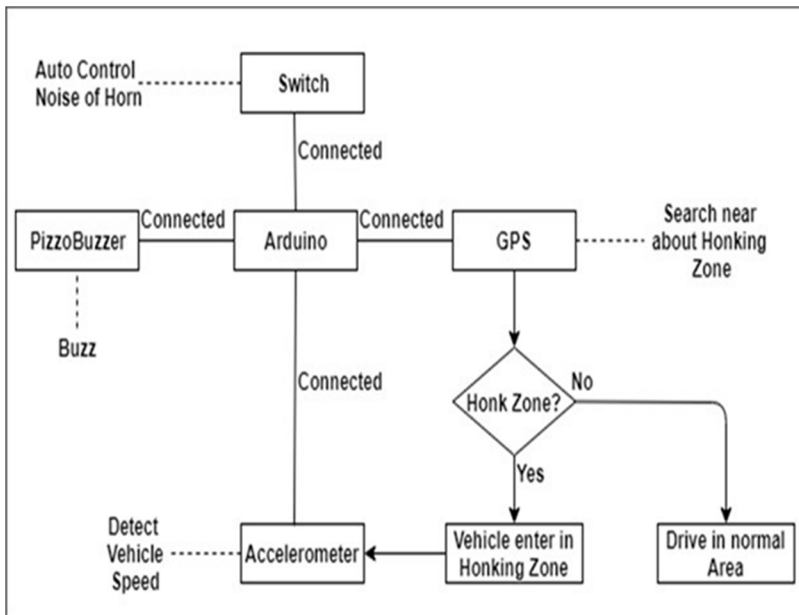 Auto Control
Noise of Horn
Switch
Connected
PizzoBuzzer
Connected
Arduino
Connected
GPS
Search near
about Honking
Zone
Buzz
Connected
Honk Zone?
No
Yes
Detect
Vehicle
Speed
Accelerometer
Vehicle enter in
Honking Zone
Drive in normal
Area